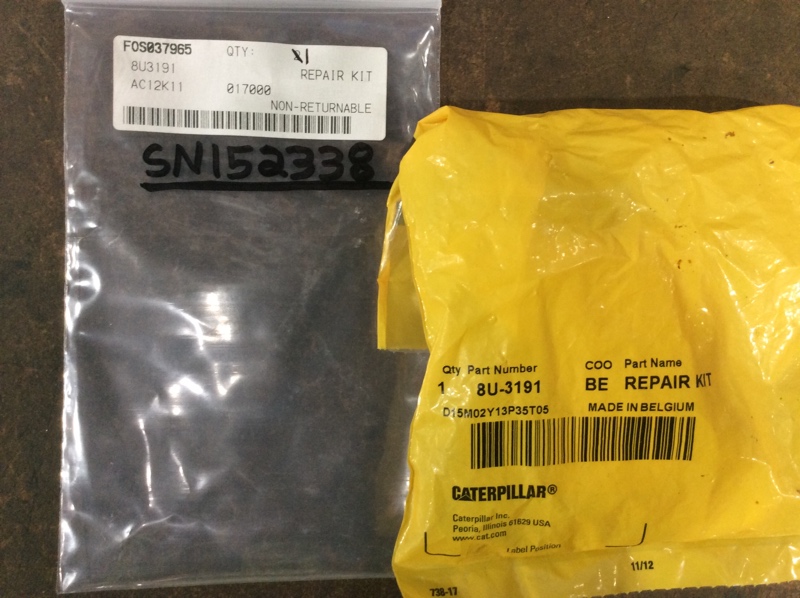 FOS037965 QTY: 1
8U3191 REPAIR KIT
AC12K11 017000
NON-RETURNABLE
SN152338
Qty Part Number COO Part Name
1 8U-3191 BE REPAIR KIT
D15M02Y13P35T05 MADE IN BELGIUM
CATERPILLAR®
Caterpillar Inc.
Peoria, Illinois 61629 USA
www.cat.com
Label Position
11/12
738-17